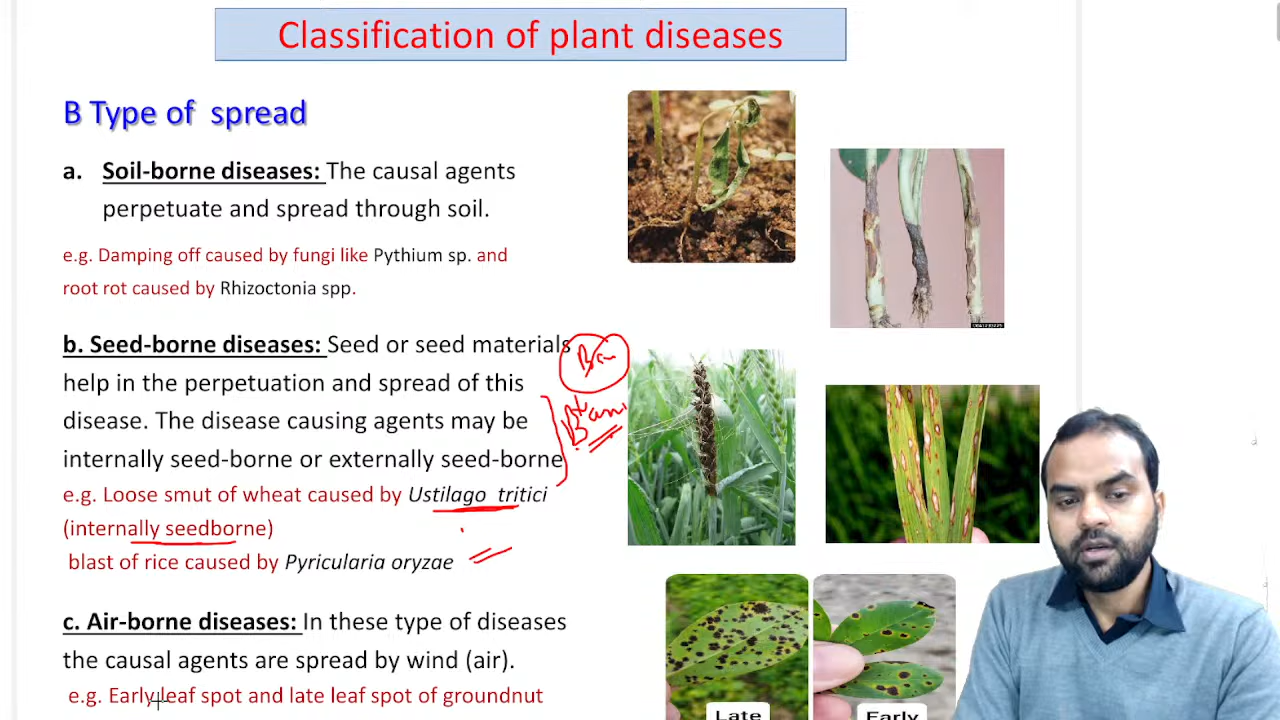 Classification of plant diseases
B Type of spread
a. Soil-borne diseases: The causal agents
perpetuate and spread through soil.
e.g. Damping off caused by fungi like Pythium sp. and
root rot caused by Rhizoctonia spp.
b. Seed-borne diseases: Seed or seed materials
help in the perpetuation and spread of this
disease. The disease causing agents may be
internally seed-borne or externally seed-borne
e.g. Loose smut of wheat caused by Ustilago tritici
(internally seedborne)
blast of rice caused by Pyricularia oryzae
c. Air-borne diseases: In these type of diseases
the causal agents are spread by wind (air).
e.g. Early leaf spot and late leaf spot of groundnut
Late
Early